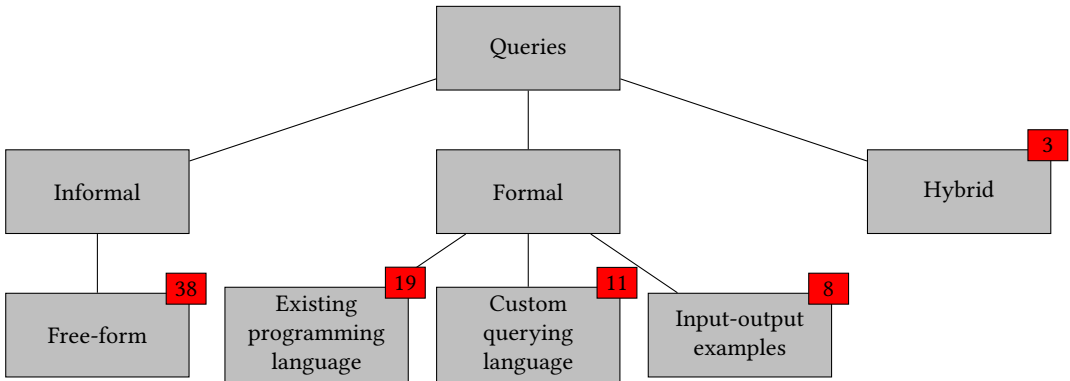 Queries
3
Informal
Formal
Hybrid
38
Free-form
19
Existing
programming
language
11
Custom
querying
language
8
Input-output
examples